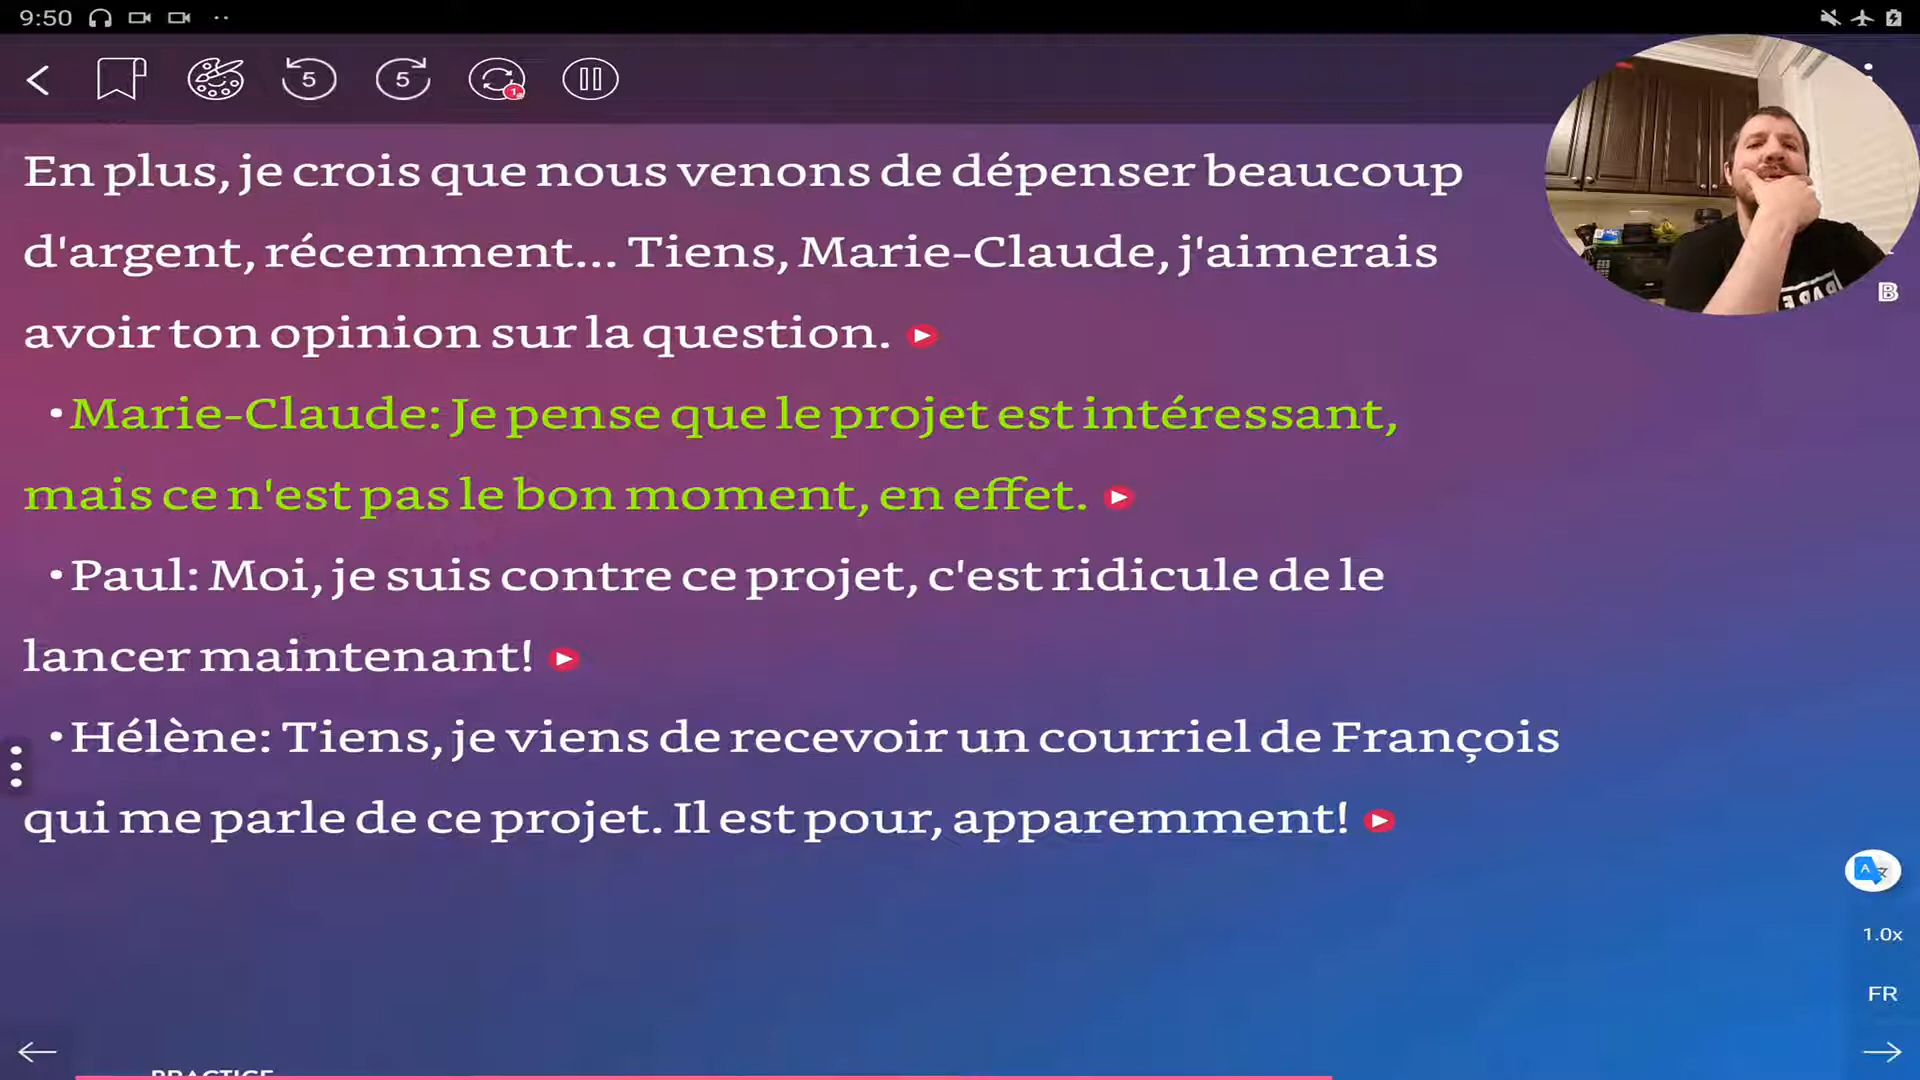 9:50
5
5
1
En plus, je crois que nous venons de dépenser beaucoup
d'argent, récemment... Tiens, Marie-Claude, j'aimerais
avoir ton opinion sur la question.
B
•Marie-Claude: Je pense que le projet est intéressant,
mais ce n'est pas le bon moment, en effet.
•Paul: Moi, je suis contre ce projet, c'est ridicule de le
lancer maintenant!
•Hélène: Tiens, je viens de recevoir un courriel de François
qui me parle de ce projet. Il est pour, apparemment!
A 文
1.0x
FR
PRACTICE